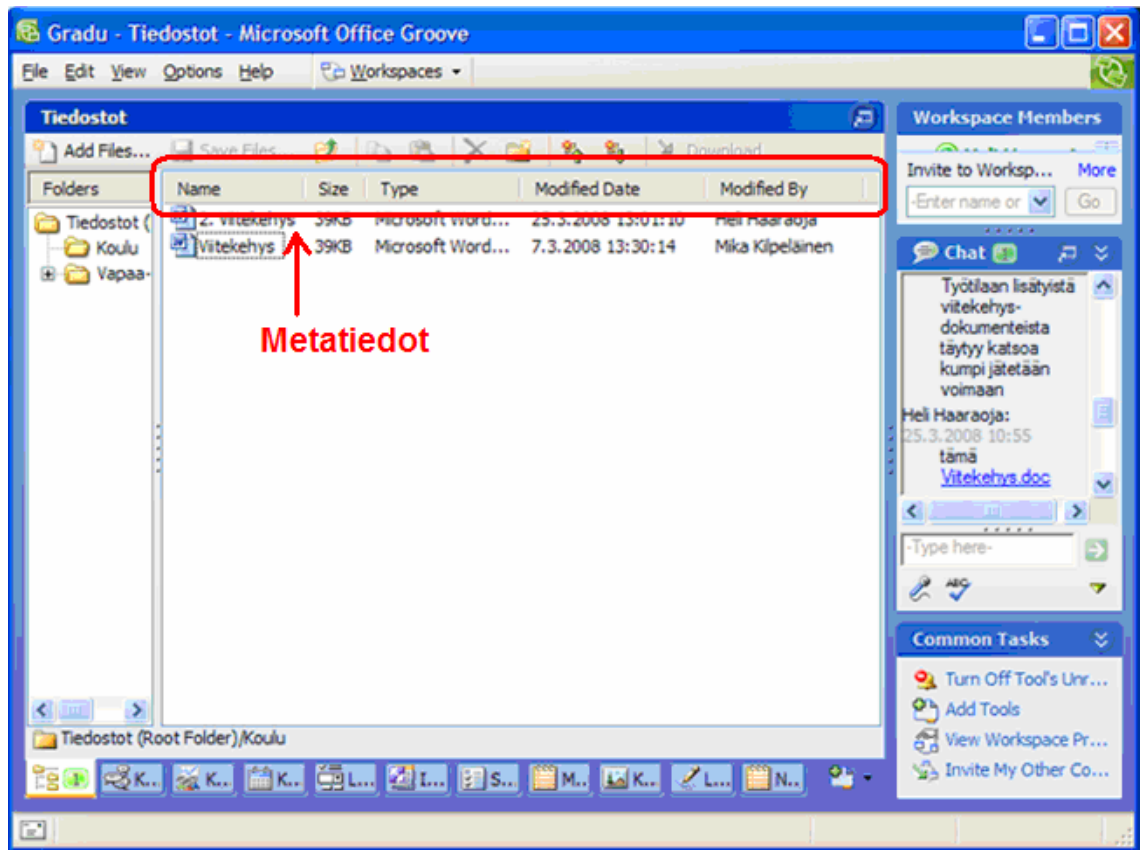 Gradu - Tiedostot - Microsoft Office Groove
File Edit View Options Help Workspaces
Tiedostot
Add Files... Save Files... Download
Folders
Name Size Type Modified Date Modified By
Tiedostot (
Koulu
Vapaa-
2. Viitekehys 39KB Microsoft Word... 25.3.2008 13:01:10 Heli Haaraoja
Viitekehys 39KB Microsoft Word... 7.3.2008 13:30:14 Mika Kilpeläinen
Metatiedot
Tiedostot (Root Folder)/Koulu
K... K... K... L... I... S... M... K... L... N...
Workspace Members
Invite to Worksp... More
-Enter name or Go
Chat
Työtilaan lisätyistä
viitekehys-
dokumenteista
täytyy katsoa
kumpi jätetään
voimaan
Heli Haaraoja:
25.3.2008 10:55
tämä
Viitekehys.doc
-Type here-
ABC
Common Tasks
Turn Off Tool's Unr...
Add Tools
View Workspace Pr...
Invite My Other Co...